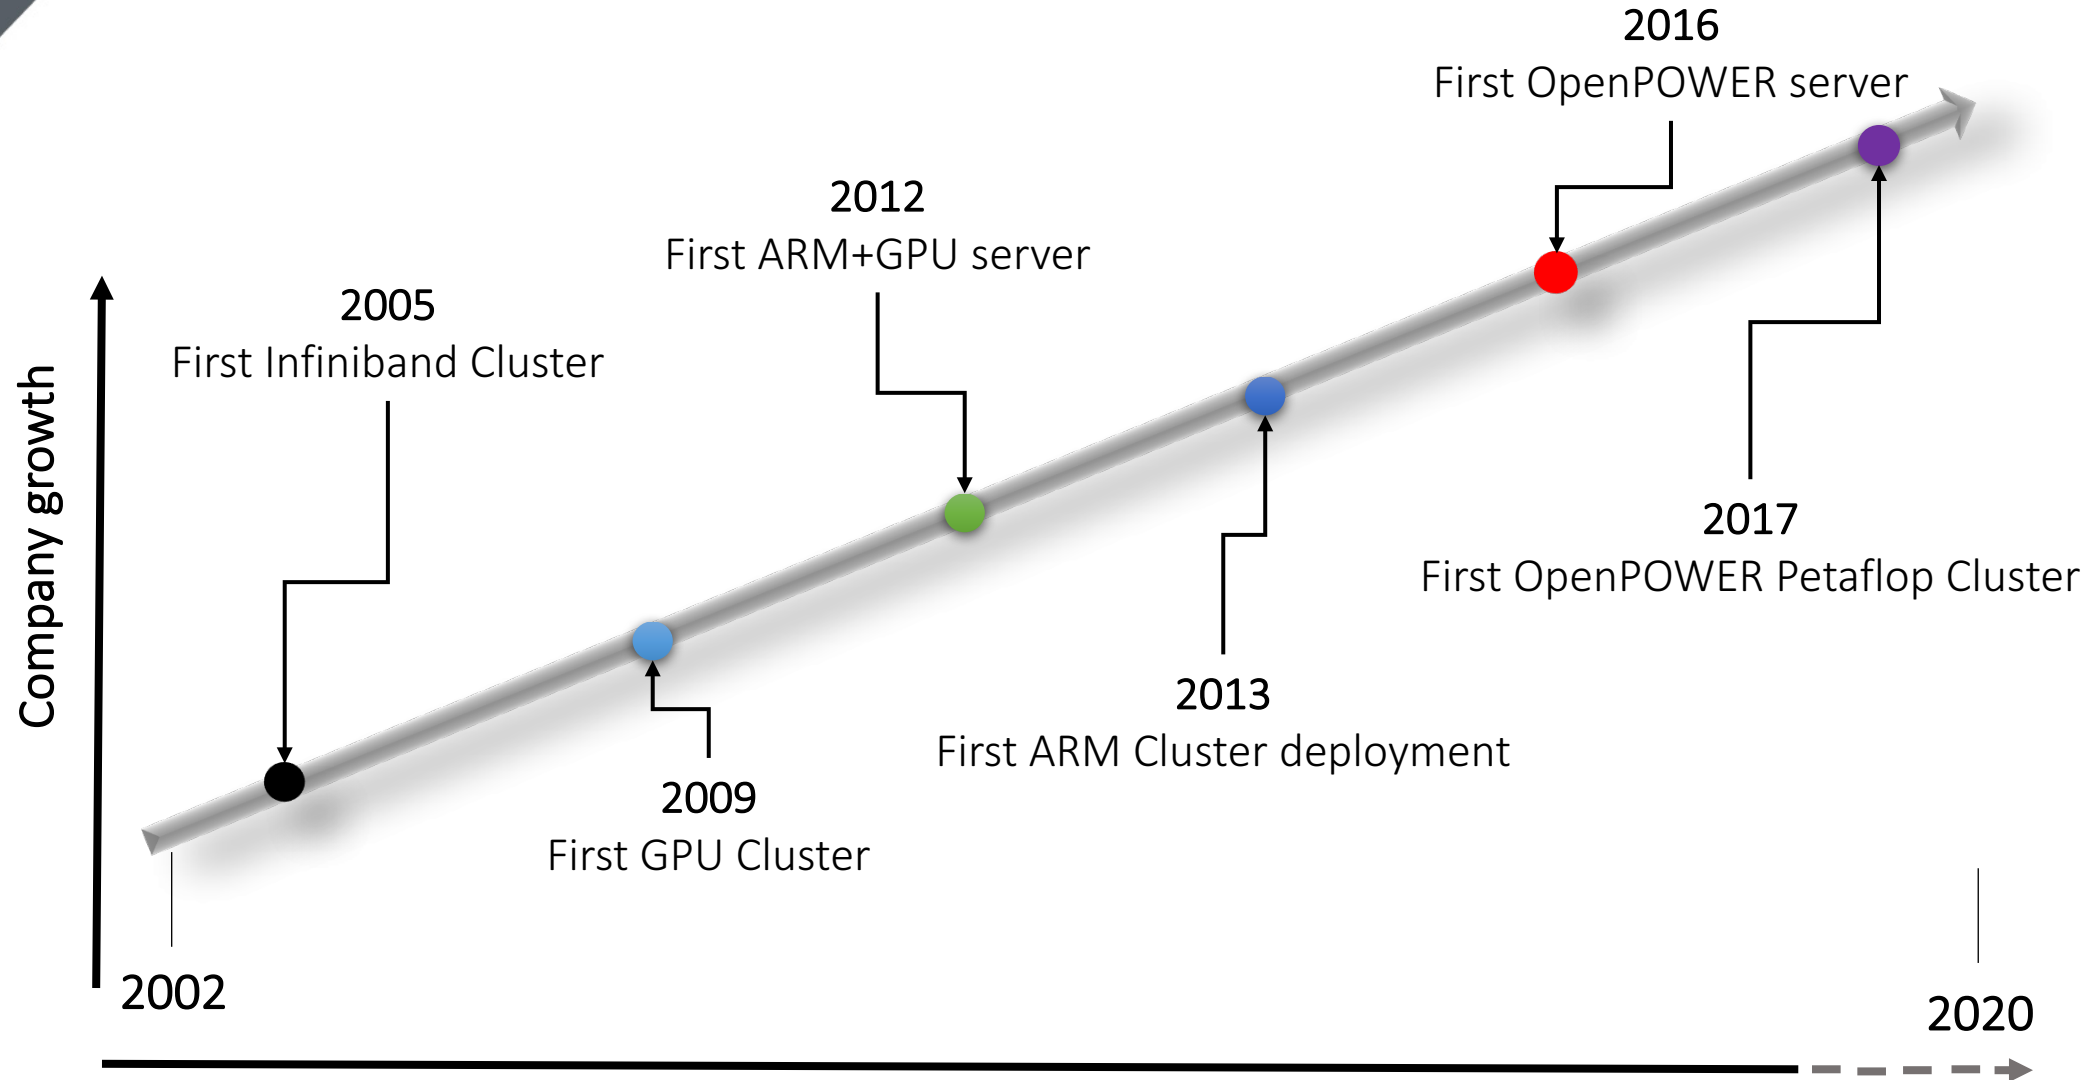 2016
First OpenPOWER server
2012
First ARM+GPU server
2005
First Infiniband Cluster
Company growth
2017
First OpenPOWER Petaflop Cluster
2013
First ARM Cluster deployment
2009
First GPU Cluster
2002
2020